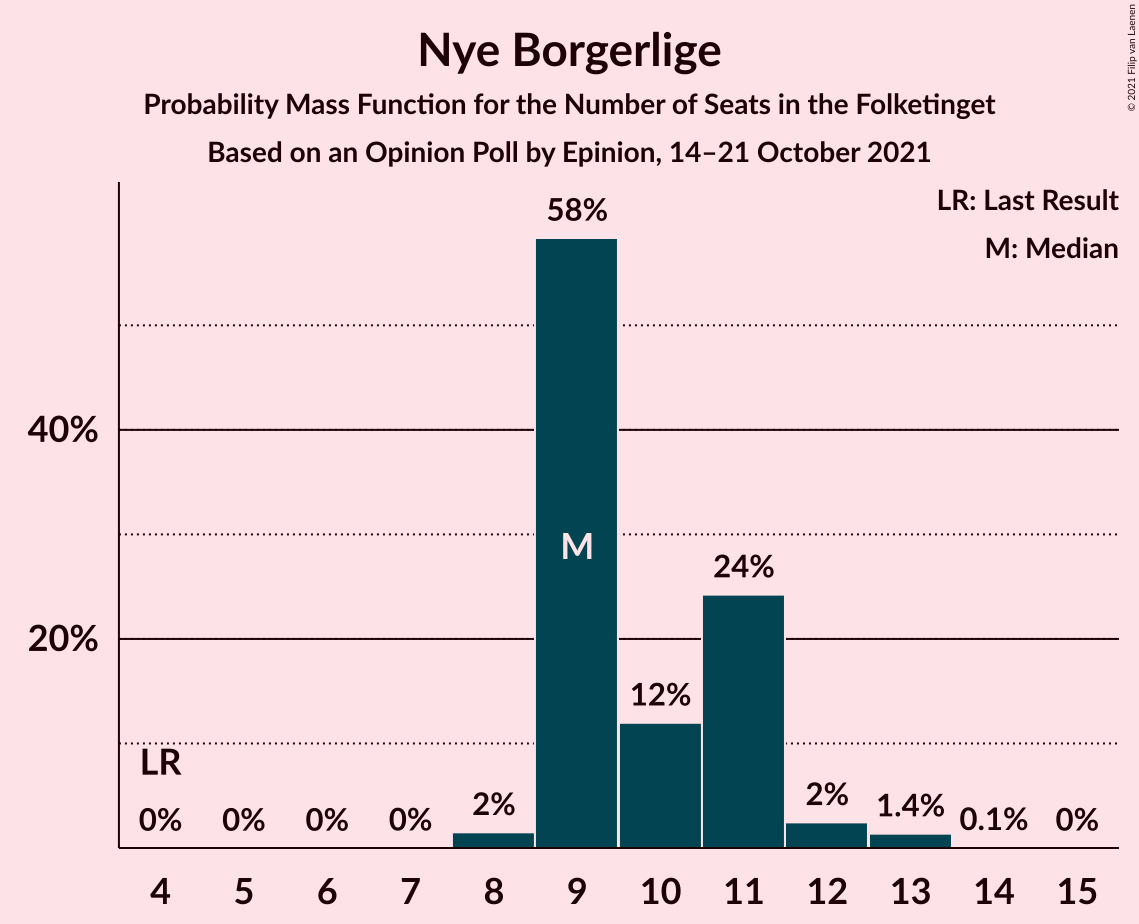 Nye Borgerlige
Probability Mass Function for the Number of Seats in the Folketinget
Based on an Opinion Poll by Epinion, 14–21 October 2021
© 2021 Filip van Laenen
LR: Last Result
M: Median
58%
40%
M
24%
20%
12%
LR
0%
0%
0%
0%
2%
2%
1.4%
0.1%
0%
4 5 6 7 8 9 10 11 12 13 14 15